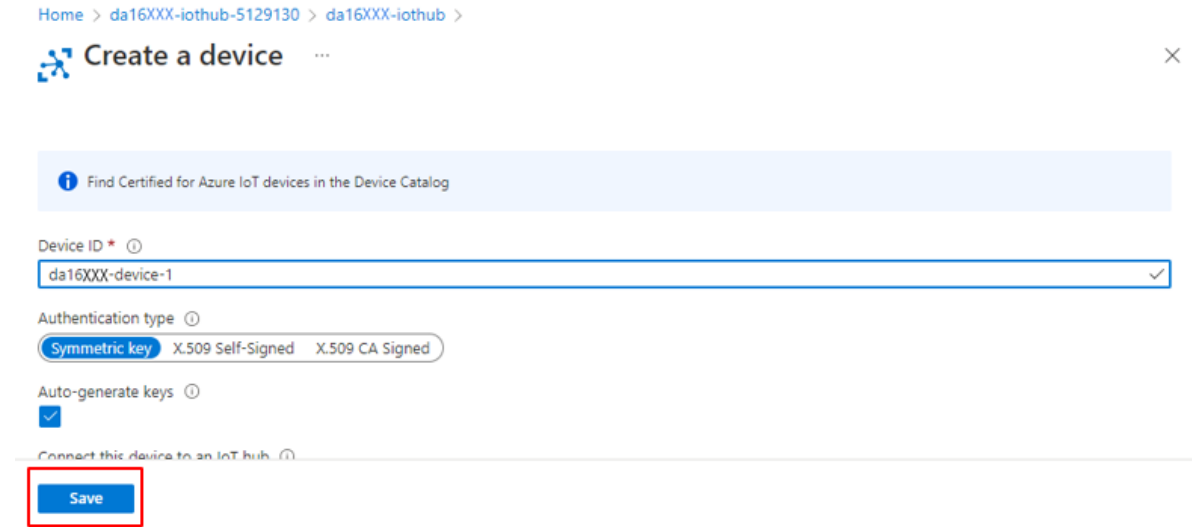 Home > da16XXX-iothub-5129130 > da16XXX-iothub >
Create a device ...
Find Certified for Azure IoT devices in the Device Catalog
Device ID *
da16XXX-device-1
Authentication type
Symmetric key X.509 Self-Signed X.509 CA Signed
Auto-generate keys
Connect this device to an IoT hub
Save